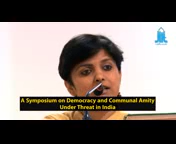 A Symposium on Democracy and Communal Amity
Under Threat in India